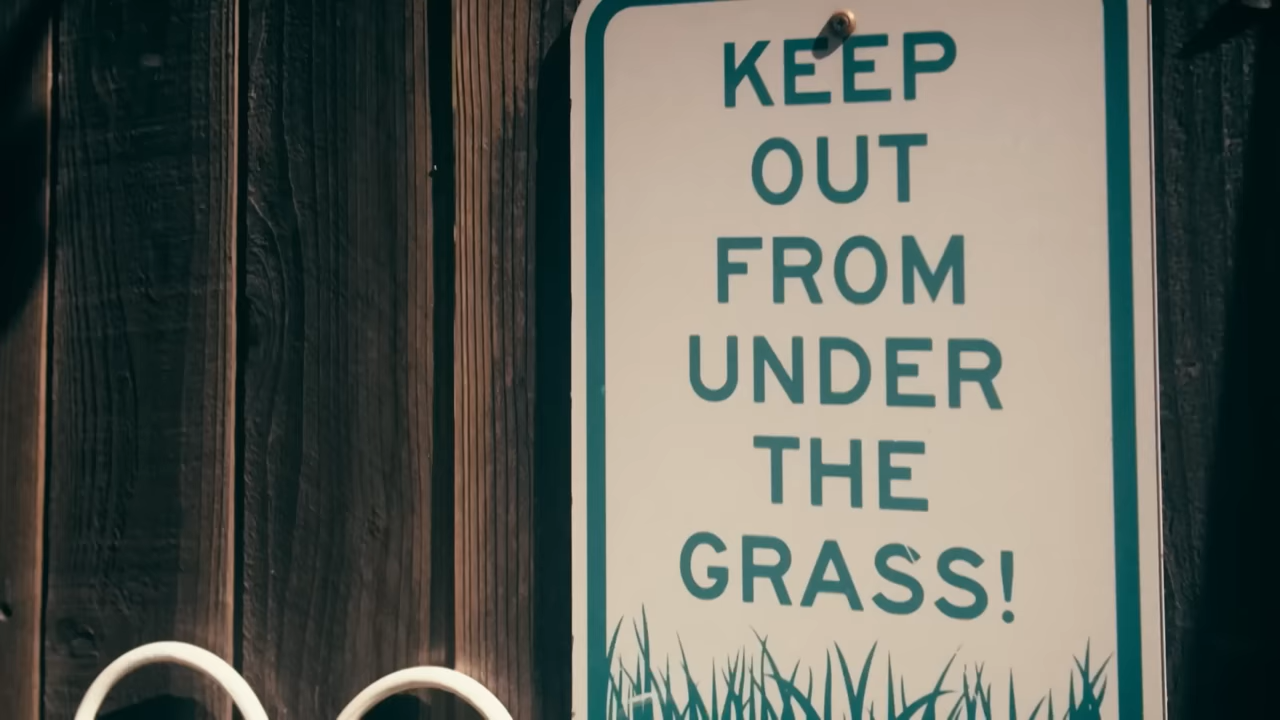 KEEP
OUT
FROM
UNDER
THE
GRASS!